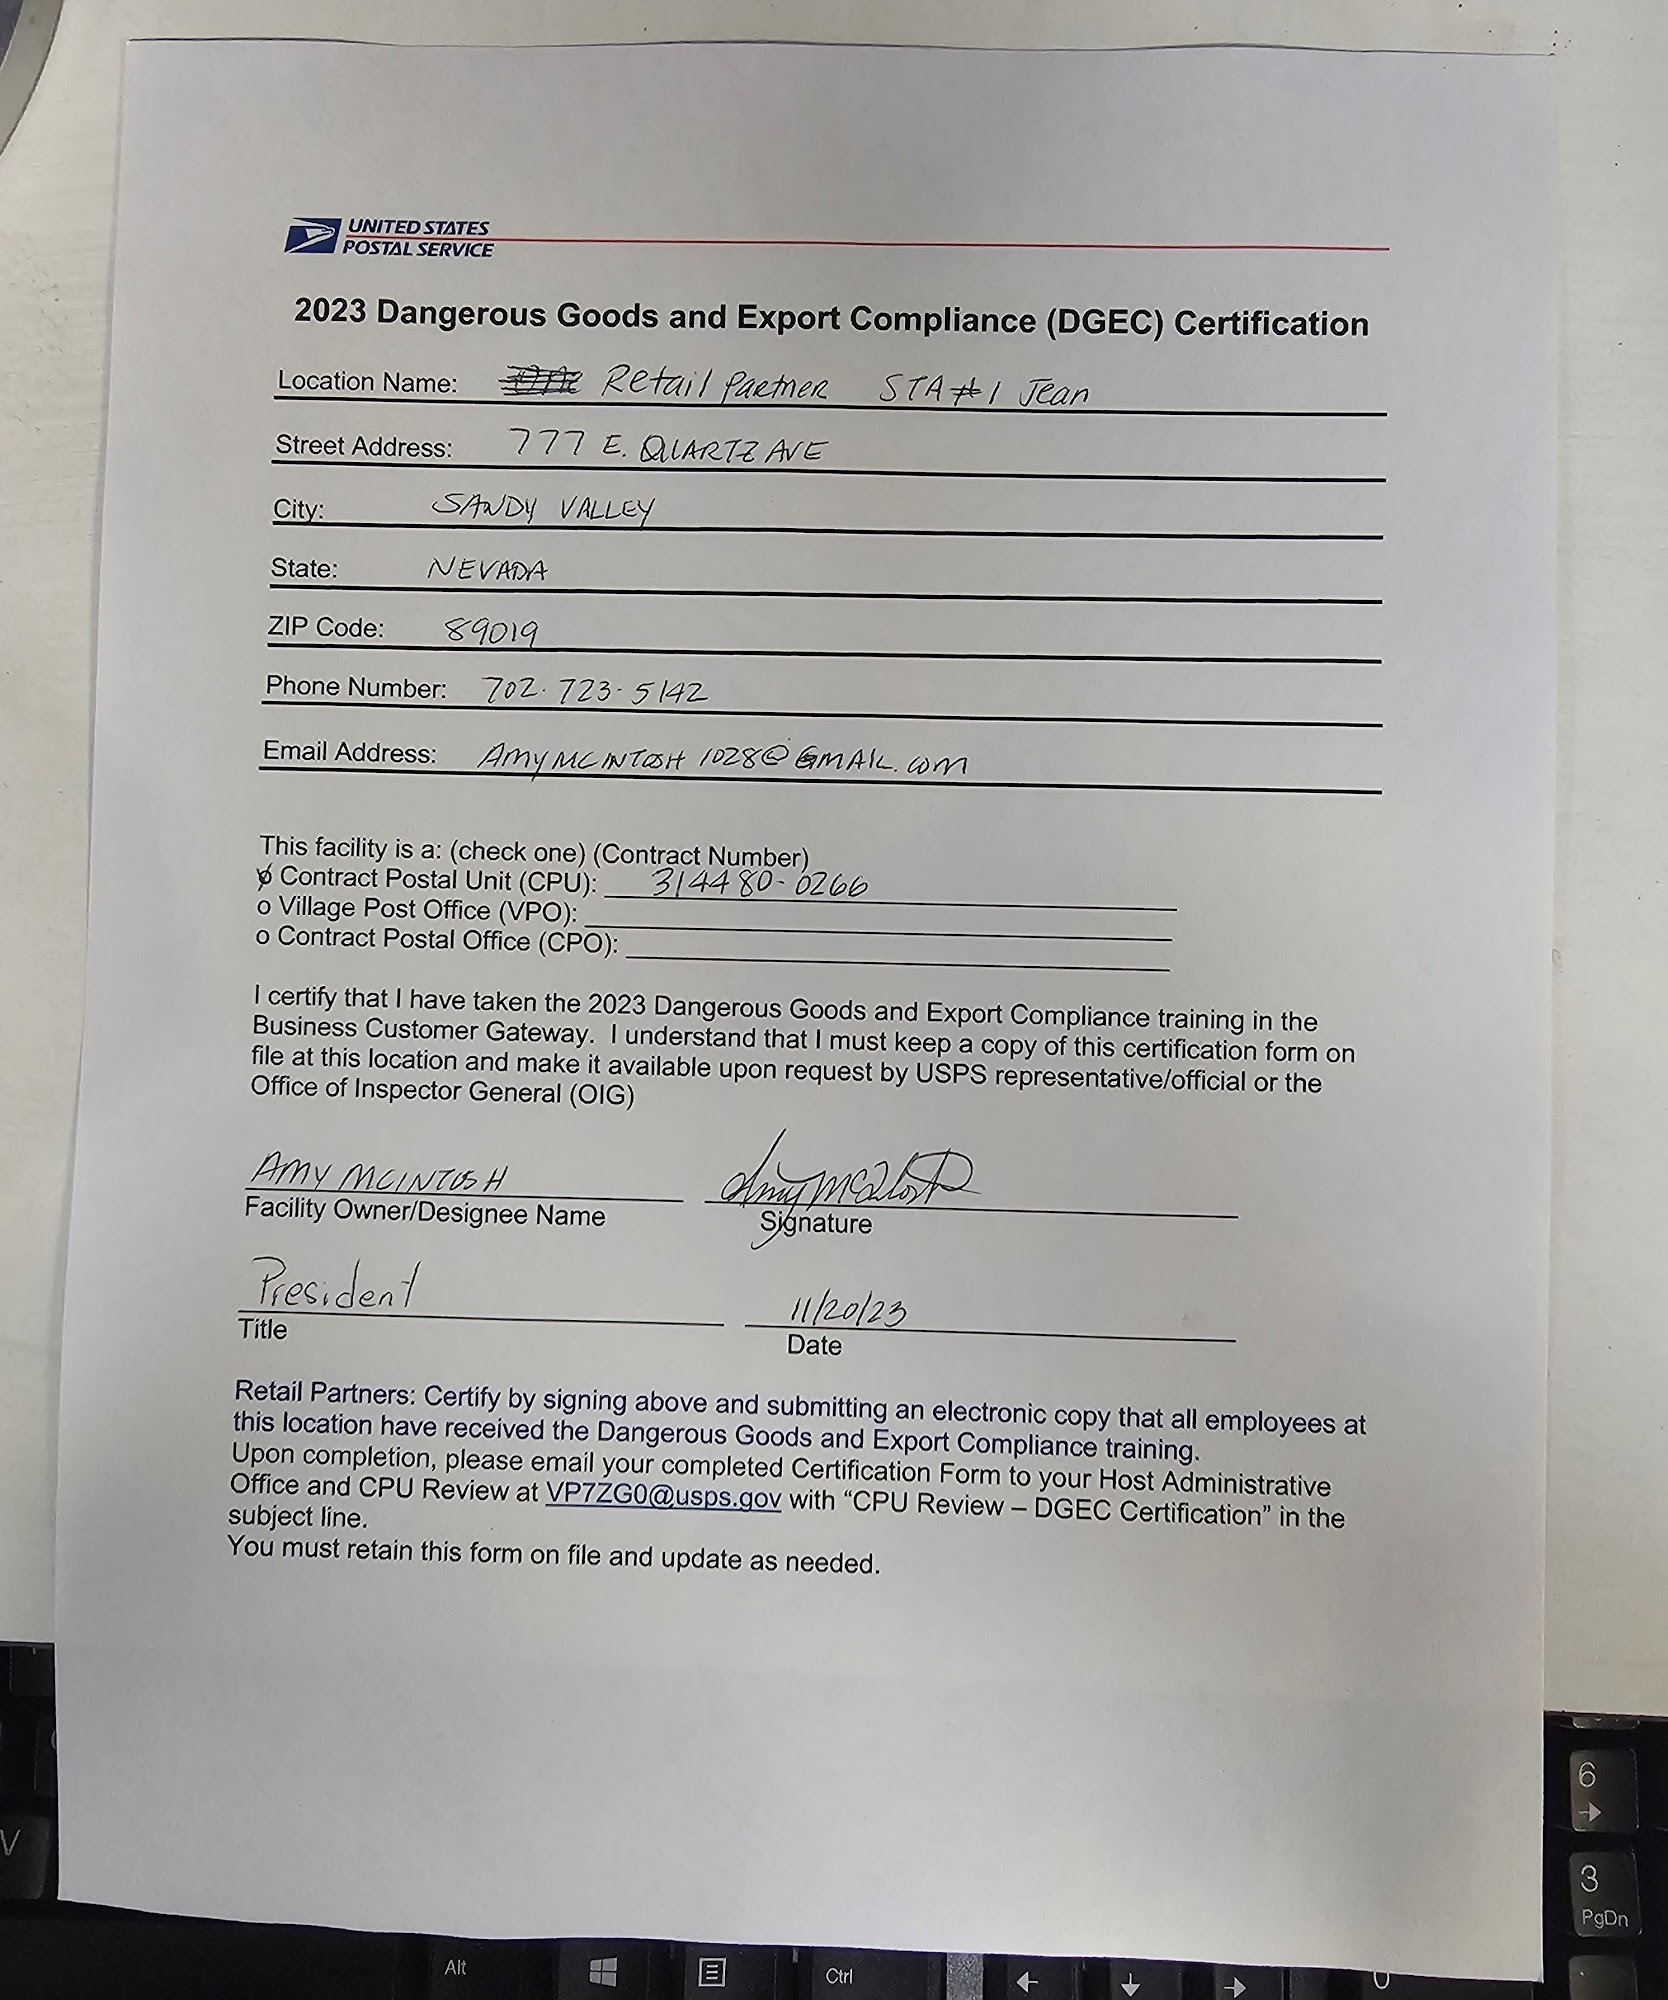 UNITED STATES
POSTAL SERVICE
2023 Dangerous Goods and Export Compliance (DGEC) Certification
Location Name: Retail Partner STA #1 Jean
Street Address: 777 E. QUARTZ AVE
City: SANDY VALLEY
State: NEVADA
ZIP Code: 89019
Phone Number: 702-723-5142
Email Address: AMYMCINTOSH1028@GMAIL.com
This facility is a: (check one) (Contract Number)
o Contract Postal Unit (CPU): 314480-0266
o Village Post Office (VPO):
o Contract Postal Office (CPO):
I certify that I have taken the 2023 Dangerous Goods and Export Compliance training in the
Business Customer Gateway. I understand that I must keep a copy of this certification form on
file at this location and make it available upon request by USPS representative/official or the
Office of Inspector General (OIG)
AMY MCINTOSH Amy McIntosh
Facility Owner/Designee Name Signature
President 11/20/23
Title Date
Retail Partners: Certify by signing above and submitting an electronic copy that all employees at
this location have received the Dangerous Goods and Export Compliance training.
Upon completion, please email your completed Certification Form to your Host Administrative
Office and CPU Review at VP7ZG0@usps.gov with “CPU Review – DGEC Certification” in the
subject line.
You must retain this form on file and update as needed.
6
V
3
PgDn
Alt
Ctrl